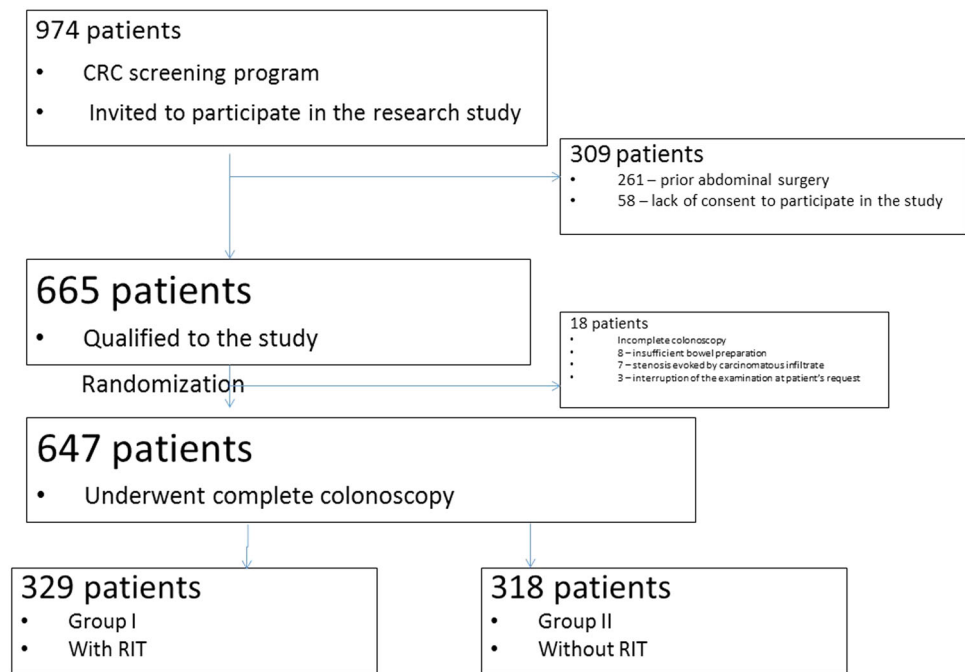 974 patients
• CRC screening program
• Invited to participate in the research study
309 patients
• 261 – prior abdominal surgery
• 58 – lack of consent to participate in the study
665 patients
• Qualified to the study
18 patients
• Incomplete colonoscopy
• 8 – insufficient bowel preparation
• 7 – stenosis evoked by carcinomatous infiltrate
• 3 – interruption of the examination at patient's request
Randomization
647 patients
• Underwent complete colonoscopy
329 patients
• Group I
• With RIT
318 patients
• Group II
• Without RIT